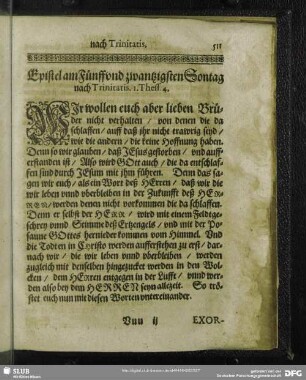 nach Trinitatis.
511
Epistel am Fünff vnd zwantzigsten Sontag
nach Trinitatis. 1. Thess. 4.
WIr wollen euch aber lieben Brü-
der nicht verhalten / von denen die da
schlaffen / auff daß jhr nicht trawrig seyd /
wie die andern / die keine Hoffnung haben.
Denn so wir glauben / daß JEsus gestorben / vnd auff-
erstanden ist / Also wird GOtt auch / die da entschlaf-
fen sind durch JEsum mit jhm führen. Denn das sa-
gen wir euch / als ein Wort deß HErren / daß wir die
wir leben vnnd vberbleiben in der Zukunfft deß HEr-
REN / werden denen nicht vorkommen die da schlaffen.
Denn er selbst der HERR / wird mit einem Feldtge-
schrey vnnd Stimme deß Ertzengels / vnd mit der Po-
saune GOttes hernieder kommen vom Himmel. Vnd
die Todten in Christo werden aufferstehen zu erst / dar-
nach wir / die wir leben vnnd vberbleiben / werden
zugleich mit denselben hingezucket werden in den Wol-
cken / dem HErren entgegen in der Lufft / vnnd wer-
den also bey dem HERREN seyn allezeit. So trö-
stet euch nun mit diesen Worten vntereinander.
Vuu ij
EXOR-
SLUB
Wir führen Wissen.
DFG